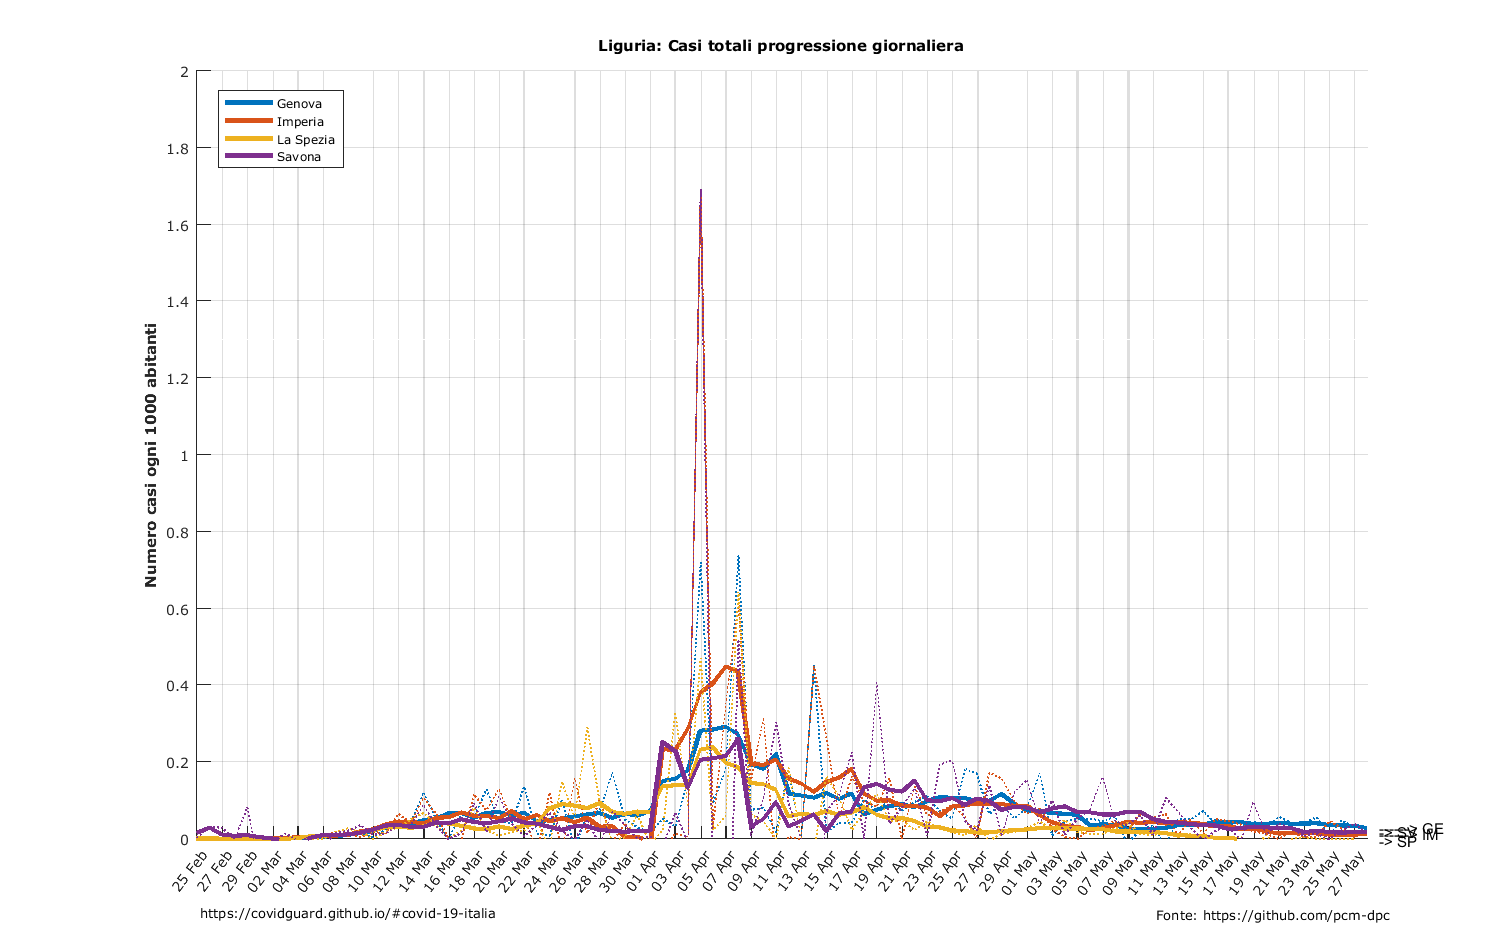 Liguria: Casi totali progressione giornaliera
2
1.8
1.6
1.4
1.2
1
0.8
0.6
0.4
0.2
0
Numero casi ogni 1000 abitanti
Genova
Imperia
La Spezia
Savona
25 Feb
27 Feb
29 Feb
02 Mar
04 Mar
06 Mar
08 Mar
10 Mar
12 Mar
14 Mar
16 Mar
18 Mar
20 Mar
22 Mar
24 Mar
26 Mar
28 Mar
30 Mar
01 Apr
03 Apr
05 Apr
07 Apr
09 Apr
11 Apr
13 Apr
15 Apr
17 Apr
19 Apr
21 Apr
23 Apr
25 Apr
27 Apr
29 Apr
01 May
03 May
05 May
07 May
09 May
11 May
13 May
15 May
17 May
19 May
21 May
23 May
25 May
27 May
-> SP
https://covidguard.github.io/#covid-19-italia
Fonte: https://github.com/pcm-dpc